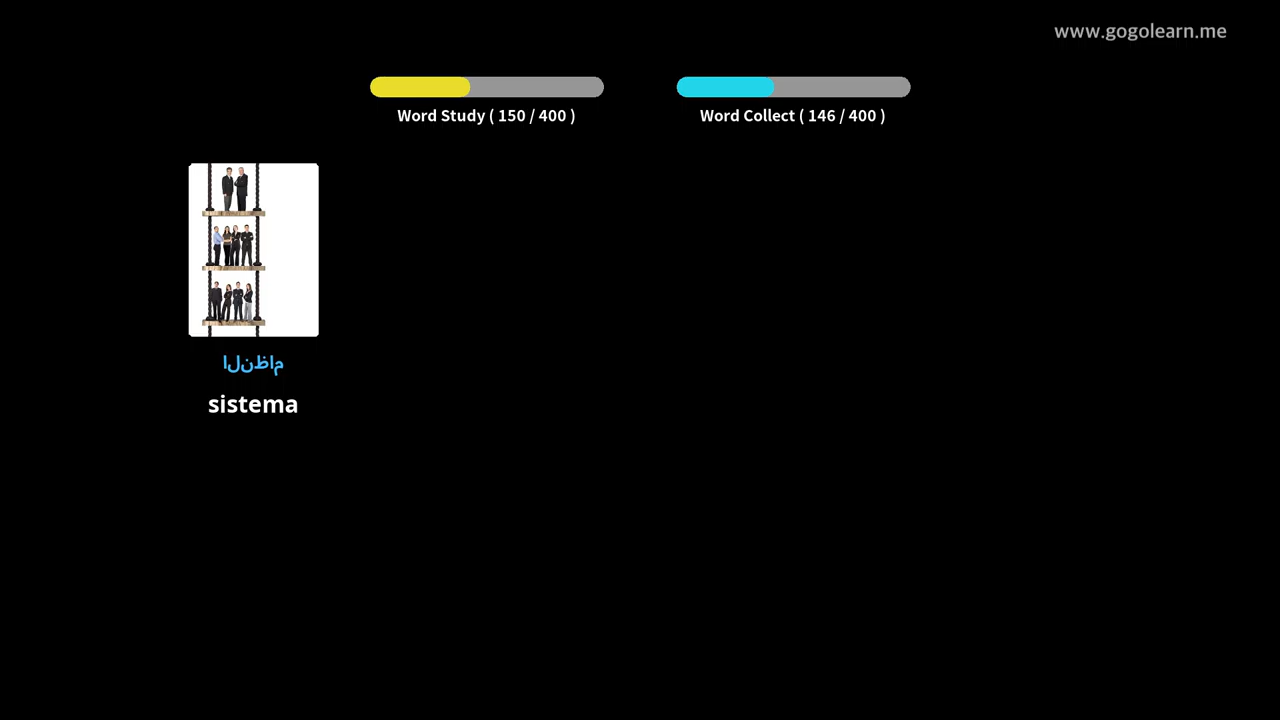 www.gogolearn.me
Word Study ( 150 / 400 )
Word Collect ( 146 / 400 )
النظام
sistema